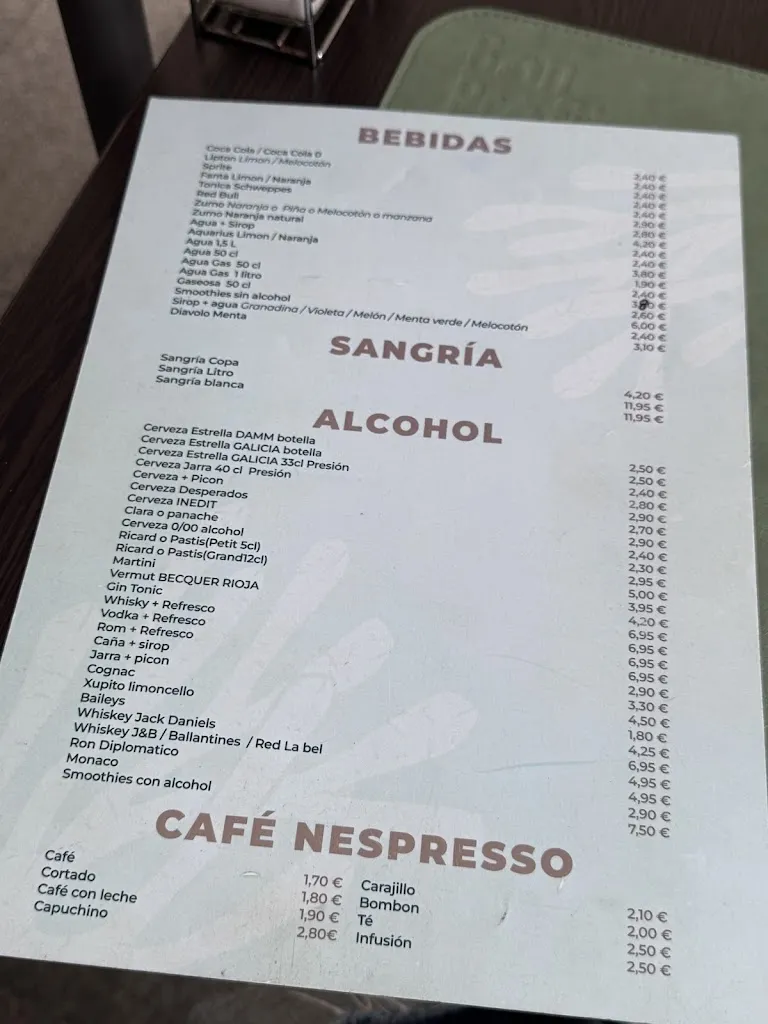 BEBIDAS
Coca Cola / Coca Cola 0 2,40 €
Lipton Limon / Melocotón 2,40 €
Sprite 2,40 €
Fanta Limon / Naranja 2,40 €
Tonica Schweppes 2,40 €
Red Bull 2,90 €
Zumo Naranja o Piña o Melocotón o manzana 2,80 €
Zumo Naranja natural 4,20 €
Agua + Sirop 2,40 €
Aquarius Limon / Naranja 2,40 €
Agua 1,5 L 3,80 €
Agua 50 cl 1,90 €
Agua Gas 50 cl 2,40 €
Agua Gas 1 litro €
Gaseosa 50 cl 2,60 €
Smoothies sin alcohol 6,00 €
Sirop + agua Granadina / Violeta / Melón / Menta verde / Melocotón 2,40 €
Diavolo Menta 3,10 €
SANGRÍA
Sangría Copa 4,20 €
Sangría Litro 11,95 €
Sangría blanca 11,95 €
ALCOHOL
Cerveza Estrella DAMM botella 2,50 €
Cerveza Estrella GALICIA botella 2,50 €
Cerveza Estrella GALICIA 33cl Presión 2,40 €
Cerveza Jarra 40 cl Presión 2,80 €
Cerveza + Picon 2,90 €
Cerveza Desperados 2,70 €
Cerveza INEDIT 2,90 €
Clara o panache 2,40 €
Cerveza 0/00 alcohol 2,30 €
Ricard o Pastis(Petit 5cl) 2,95 €
Ricard o Pastis(Grand12cl) 5,00 €
Martini 3,95 €
Vermut BECQUER RIOJA 4,20 €
Gin Tonic 6,95 €
Whisky + Refresco 6,95 €
Vodka + Refresco 6,95 €
Rom + Refresco 6,95 €
Caña + sirop 2,90 €
Jarra + picon 3,30 €
Cognac 4,50 €
Xupito limoncello 1,80 €
Baileys 4,25 €
Whiskey Jack Daniels 6,95 €
Whiskey J&B / Ballantines / Red La bel 4,95 €
Ron Diplomatico 4,95 €
Monaco 2,90 €
Smoothies con alcohol 7,50 €
CAFÉ NESPRESSO
Café 1,70 € Carajillo 2,10 €
Cortado 1,80 € Bombon 2,00 €
Café con leche 1,90 € Té 2,50 €
Capuchino 2,80€ Infusión 2,50 €